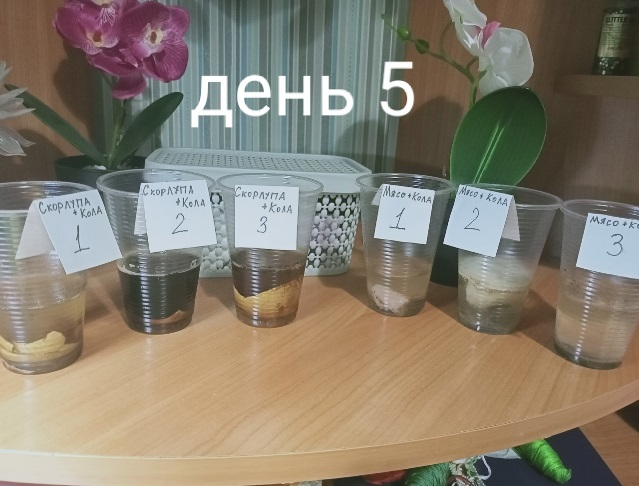 день 5
Скорлупа
+ Кола
1
Скорлупа
+ Кола
2
Скорлупа
+ Кола
3
Мясо + Кола
1
Мясо + Кола
2
Мясо + Ко
3